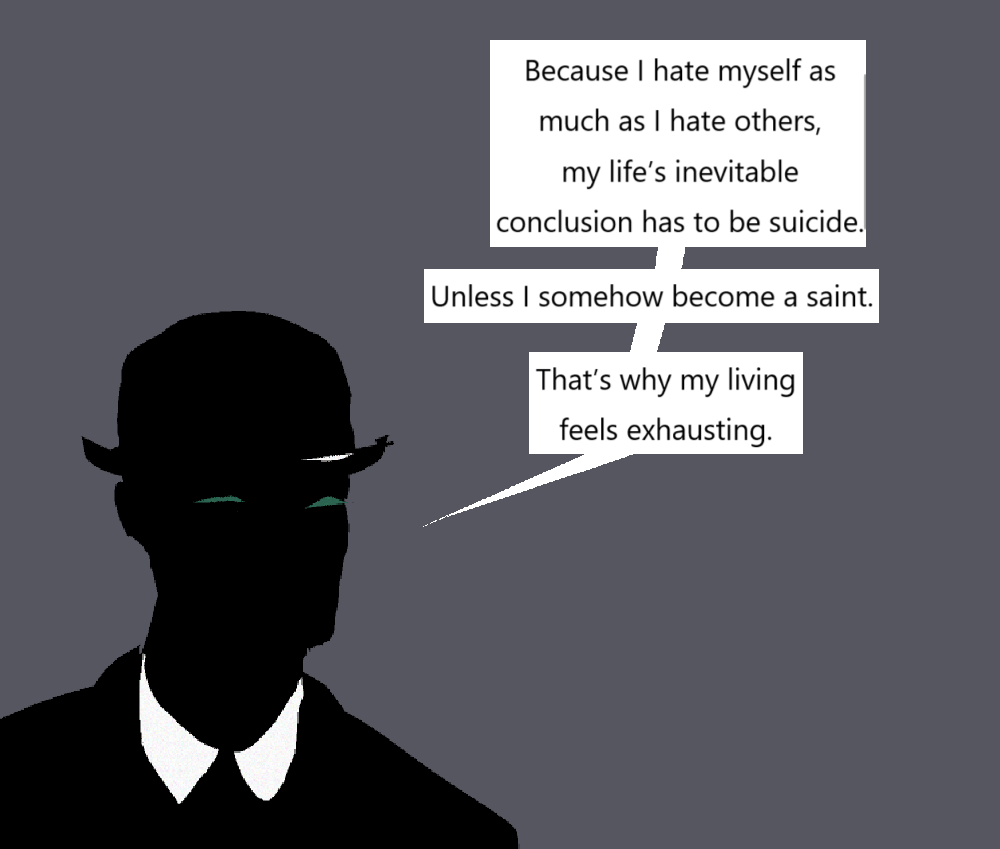 Because I hate myself as
much as I hate others,
my life’s inevitable
conclusion has to be suicide.
Unless I somehow become a saint.
That’s why my living
feels exhausting.